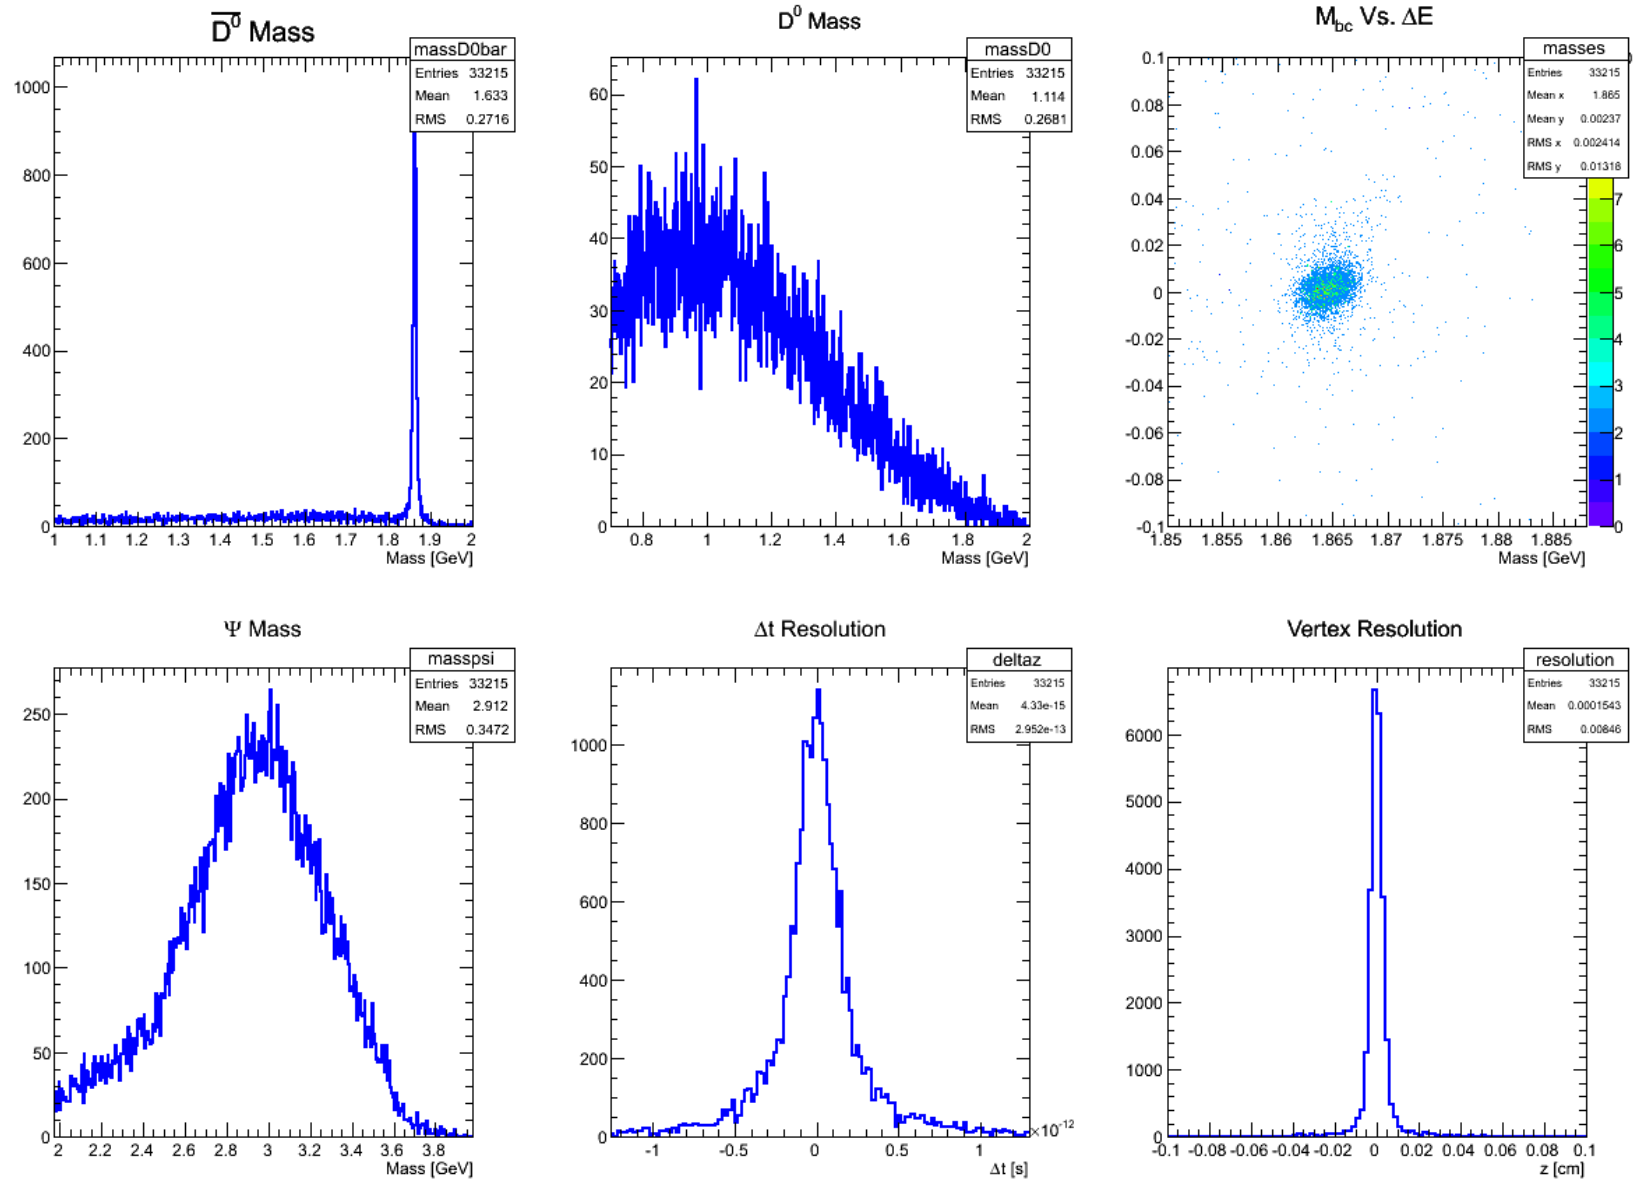 D⁰ Mass
massD0bar
Entries 33215
Mean 1.633
RMS 0.2716
1000
800
600
400
200
0
1 1.1 1.2 1.3 1.4 1.5 1.6 1.7 1.8 1.9 2
Mass [GeV]
D⁰ Mass
massD0
Entries 33215
Mean 1.114
RMS 0.2681
60
50
40
30
20
10
0
0.8 1 1.2 1.4 1.6 1.8 2
Mass [GeV]
M_bc Vs. ΔE
masses
Entries 33215
Mean x 1.865
Mean y 0.00237
RMS x 0.002414
RMS y 0.01318
0.1
0.08
0.06
0.04
0.02
0
-0.02
-0.04
-0.06
-0.08
-0.1
1.85 1.855 1.86 1.865 1.87 1.875 1.88 1.885
Mass [GeV]
7
6
5
4
3
2
1
0
Ψ Mass
masspsi
Entries 33215
Mean 2.912
RMS 0.3472
250
200
150
100
50
0
2 2.2 2.4 2.6 2.8 3 3.2 3.4 3.6 3.8
Mass [GeV]
Δt Resolution
deltaz
Entries 33215
Mean 4.33e-15
RMS 2.952e-13
1000
800
600
400
200
0
×10^-12
-1 -0.5 0 0.5 1
Δt [s]
Vertex Resolution
resolution
Entries 33215
Mean 0.0001543
RMS 0.00846
6000
5000
4000
3000
2000
1000
0
-0.1 -0.08 -0.06 -0.04 -0.02 0 0.02 0.04 0.06 0.08 0.1
z [cm]